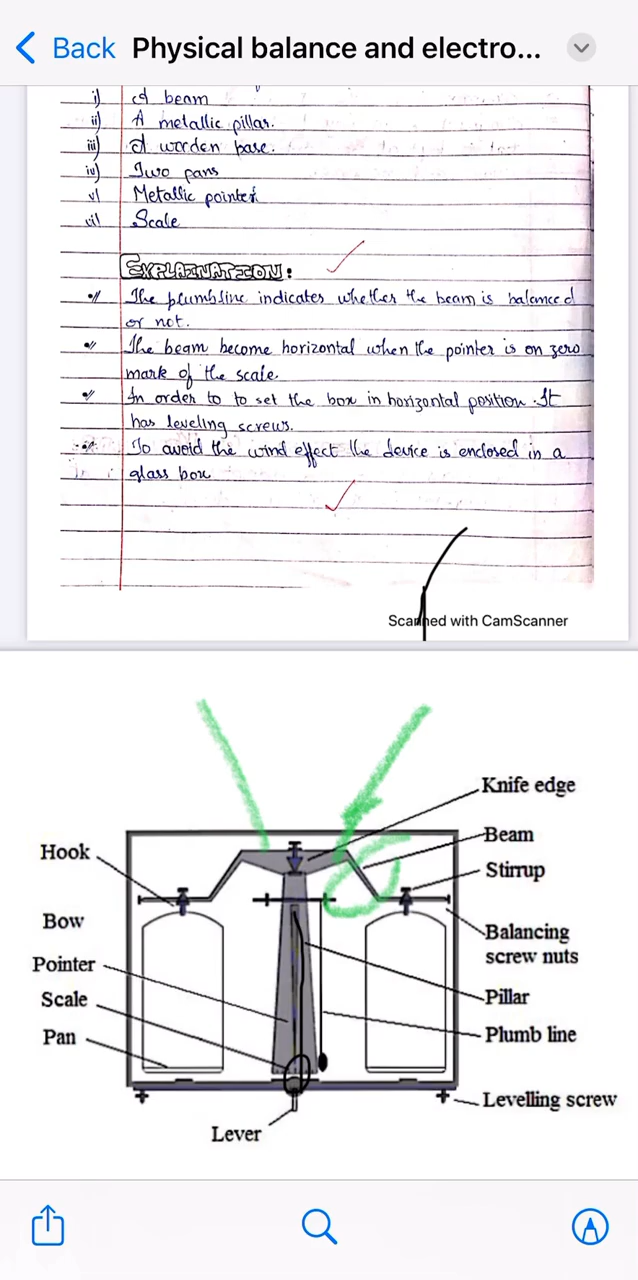 Back Physical balance and electro...
i) A beam
ii) A metallic pillar.
iii) A worden base.
iv) Two pans
v) Metallic pointer
vi) Scale
EXPLAINATION:
The plumbline indicates whether the beam is balanced
or not.
The beam become horizontal when the pointer is on zero
mark of the scale.
In order to to set the box in horizontal position. It
has leveling screws.
To avoid the wind effect the device is enclosed in a
glass box
Scanned with CamScanner
Knife edge
Beam
Hook
Stirrup
Bow
Balancing
screw nuts
Pointer
Pillar
Scale
Pan
Plumb line
Levelling screw
Lever